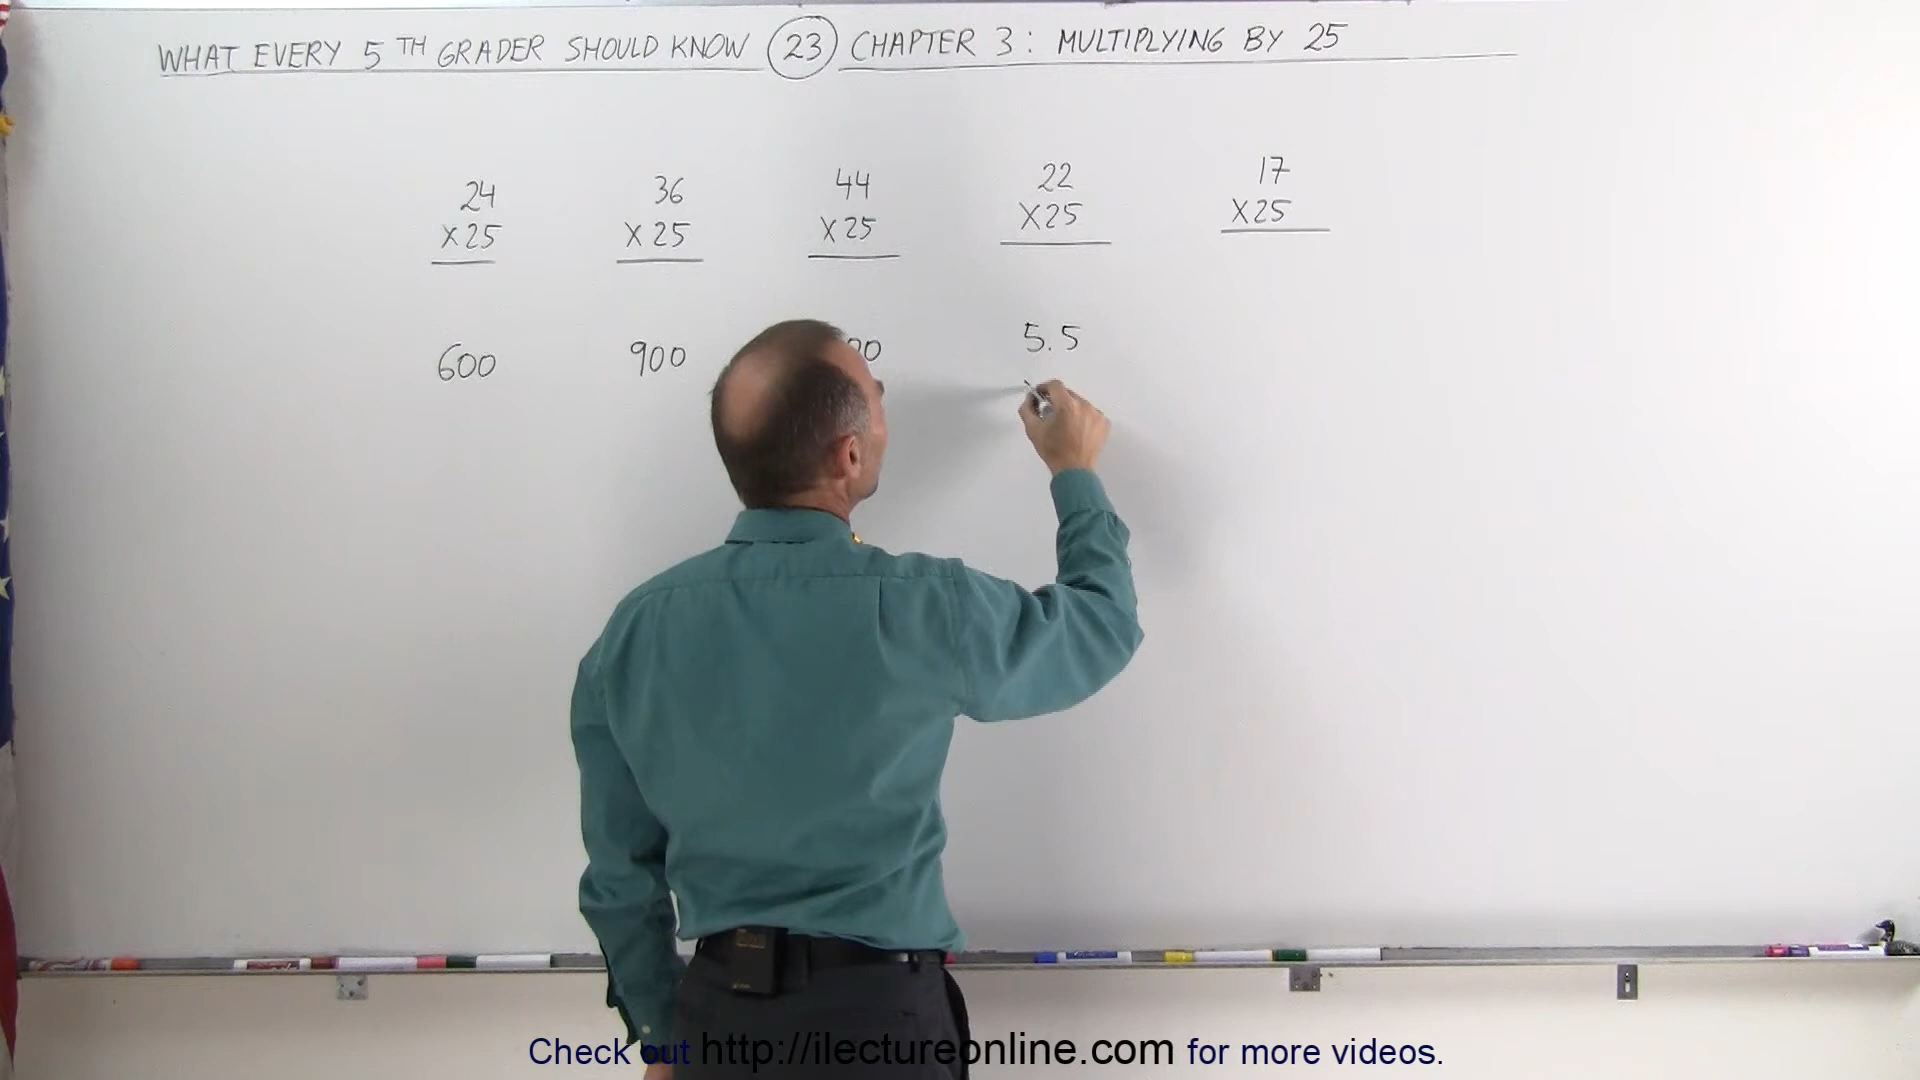 WHAT EVERY 5TH GRADER SHOULD KNOW 23 CHAPTER 3: MULTIPLYING BY 25
24 36 44 22 17
X25 X25 X25 X25 X25
600 900 00 5.5
Check out http://ilectureonline.com for more videos.